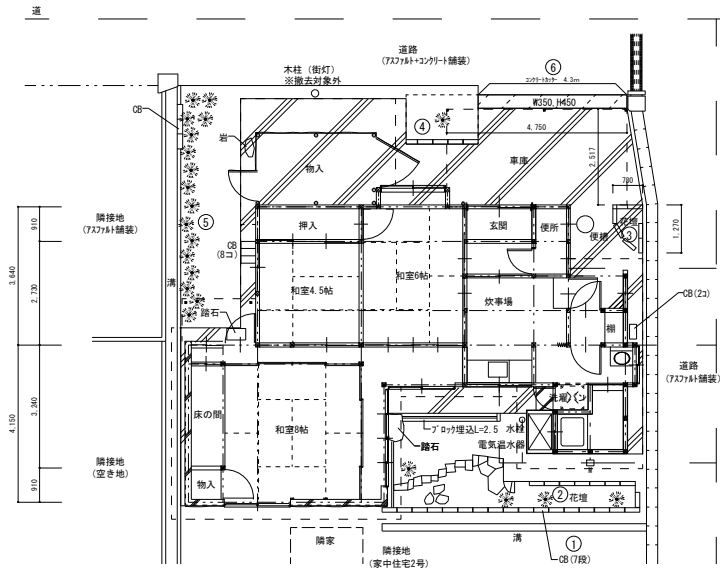 道
道路
(アスファルト+コンクリート舗装)
木柱 (街灯)
※撤去対象外
⑥
コンクリートカッター 4.3m
W350,H450
CB
岩
④
4,750
車庫
2,517
780
物入
隣接地
(アスファルト舗装)
⑤
910
押入
玄関
便所
便槽
花壇
③
1,270
3,640
2,730
CB
(8コ)
溝
和室4.5帖
和室6帖
炊事場
踏石
棚
CB(2コ)
道路
(アスファルト舗装)
4,150
3,240
床の間
和室8帖
洗濯パン
ブロック埋込L=2.5
水栓
踏石
電気温水器
隣接地
(空き地)
910
物入
②
花壇
隣家
隣接地
(家中住宅2号)
溝
①
CB(7段)